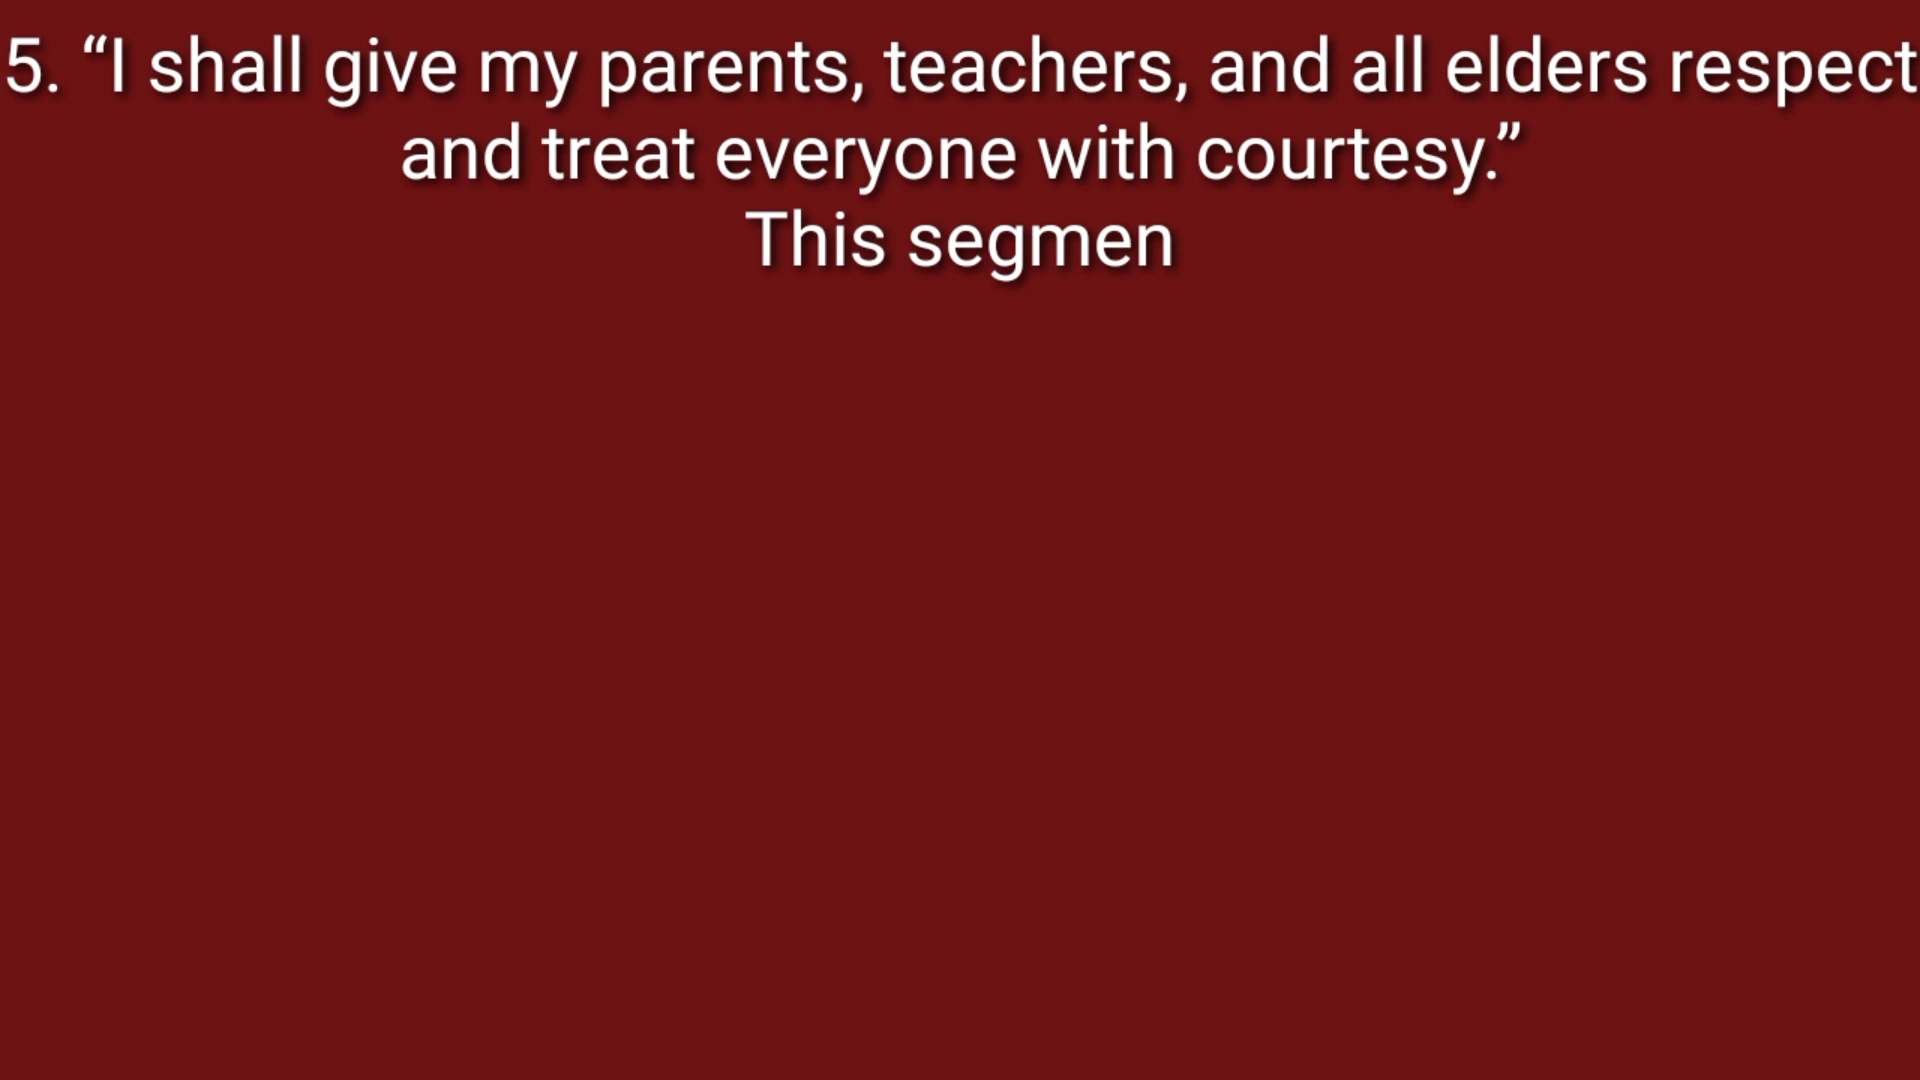 5. “I shall give my parents, teachers, and all elders respect
and treat everyone with courtesy.”
This segmen